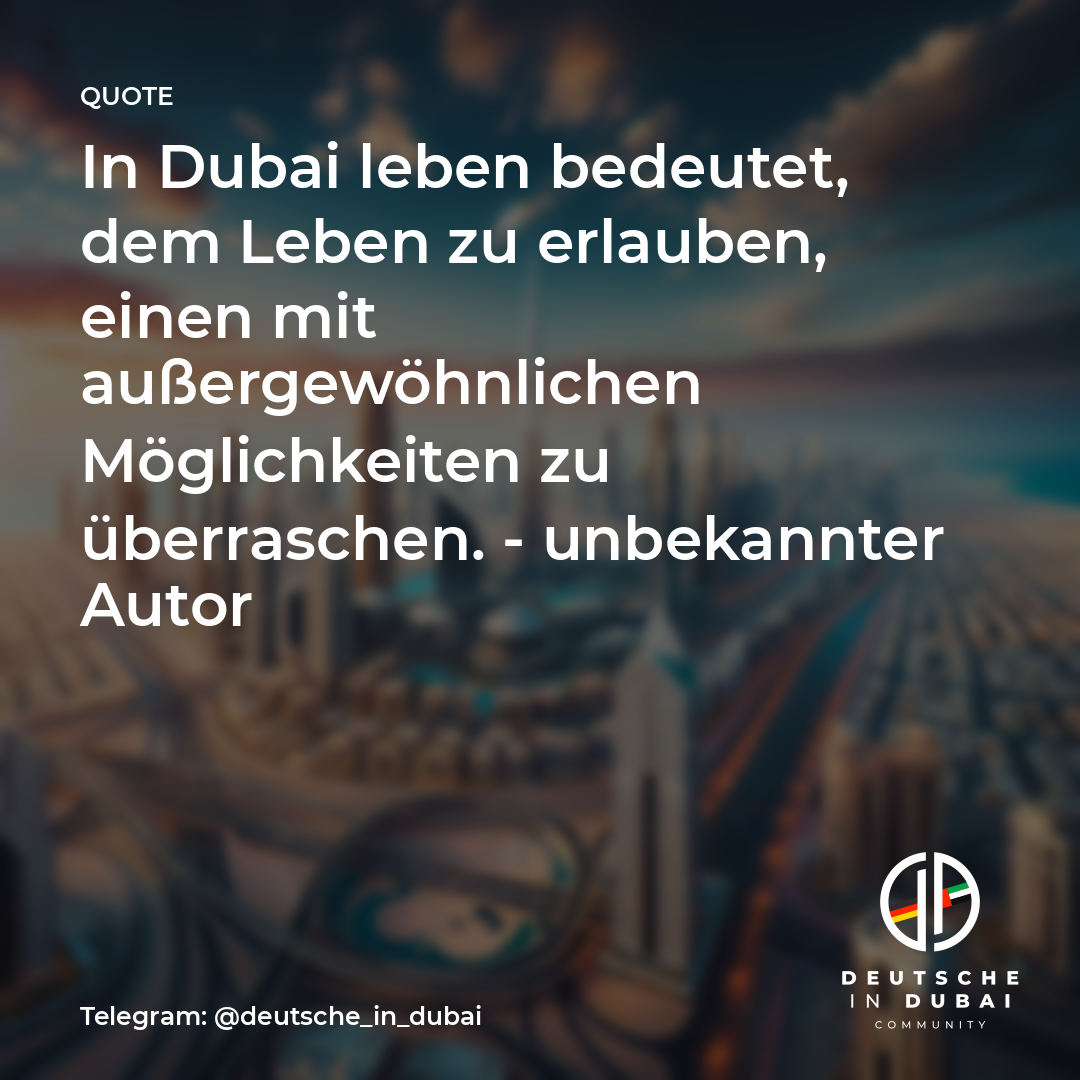 QUOTE
In Dubai leben bedeutet,
dem Leben zu erlauben,
einen mit
außergewöhnlichen
Möglichkeiten zu
überraschen. - unbekannter
Autor
DEUTSCHE
IN DUBAI
COMMUNITY
Telegram: @deutsche_in_dubai